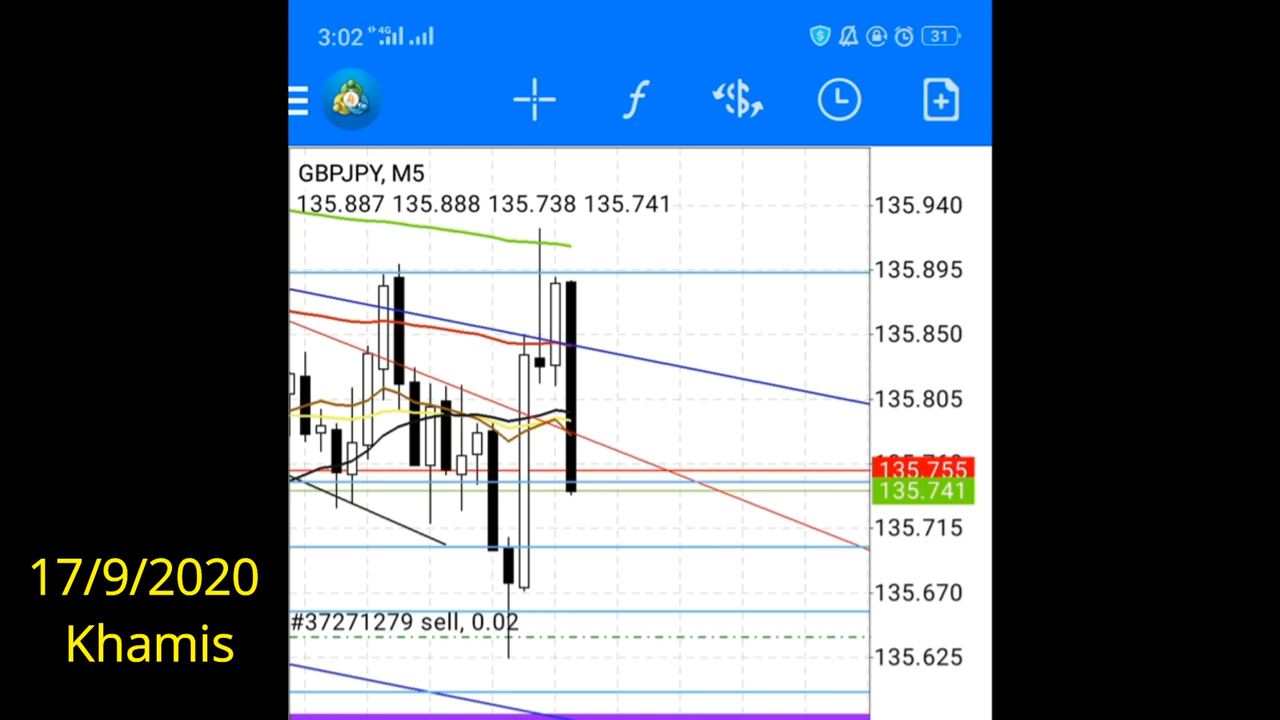 3:02 4G 31
GBPJPY, M5
135.887 135.888 135.738 135.741
135.940
135.895
135.850
135.805
135.755
135.741
135.715
135.670
#37271279 sell, 0.02
135.625
17/9/2020
Khamis